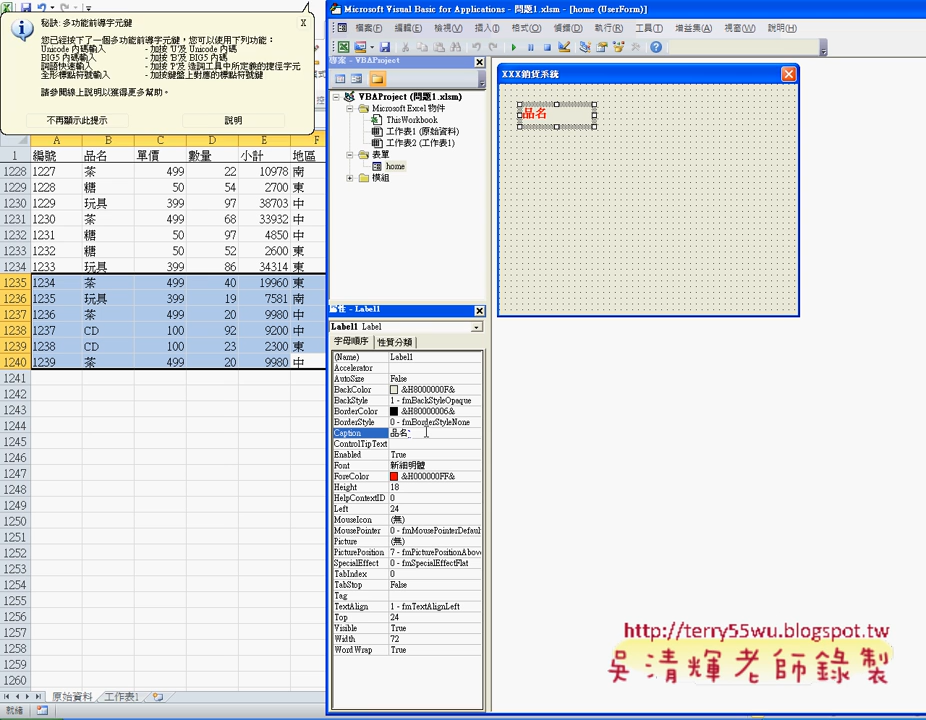 秘訣: 多功能前導字元鍵
X
您已經按下了一個多功能前導字元鍵，您可以使用下列功能：
Unicode 內碼輸入 - 加按 'U'及 Unicode 內碼
BIG5內碼輸入 - 加按 'B'及 BIG5內碼
詞語快速輸入 - 加按 'P'及 造詞工具中所定義的捷徑字元
全形標點符號輸入 - 加按鍵盤上對應的標點符號鍵
請參閱線上說明以獲得更多幫助。
不再顯示此提示 說明
A B C D E F
1 編號 品名 單價 數量 小計 地區
1228 1227 茶 499 22 10978 南
1229 1228 糖 50 54 2700 東
1230 1229 玩具 399 97 38703 中
1231 1230 茶 499 68 33932 中
1232 1231 糖 50 97 4850 中
1233 1232 糖 50 52 2600 東
1234 1233 玩具 399 86 34314 東
1235 1234 茶 499 40 19960 東
1236 1235 玩具 399 19 7581 南
1237 1236 茶 499 20 9980 中
1238 1237 CD 100 92 9200 中
1239 1238 CD 100 23 2300 東
1240 1239 茶 499 20 9980 中
1241
1242
1243
1244
1245
1246
1247
1248
1249
1250
1251
1252
1253
1254
1255
1256
1257
1258
1259
1260
原始資料 工作表1
就緒
Microsoft Visual Basic for Applications - 問題1.xlsm - [home (UserForm)]
檔案(F) 編輯(E) 檢視(V) 插入(I) 格式(O) 偵錯(D) 執行(R) 工具(T) 增益集(A) 視窗(W) 說明(H)
專案 - VBAProject
VBAProject (問題1.xlsm)
Microsoft Excel 物件
ThisWorkbook
工作表1 (原始資料)
工作表2 (工作表1)
表單
home
模組
屬性 - Label1
Label1 Label
字母順序 性質分類
(Name) Label1
Accelerator
AutoSize False
BackColor &H8000000F&
BackStyle 1 - fmBackStyleOpaque
BorderColor &H80000006&
BorderStyle 0 - fmBorderStyleNone
Caption 品名`
ControlTipText
Enabled True
Font 新細明體
ForeColor &H000000FF&
Height 18
HelpContextID 0
Left 24
MouseIcon (無)
MousePointer 0 - fmMousePointerDefaul
Picture (無)
PicturePosition 7 - fmPicturePositionAbov
SpecialEffect 0 - fmSpecialEffectFlat
TabIndex 0
TabStop False
Tag
TextAlign 1 - fmTextAlignLeft
Top 24
Visible True
Width 72
WordWrap True
XXX銷貨系統
品名
http://terry55wu.blogspot.tw
吳清輝老師錄製